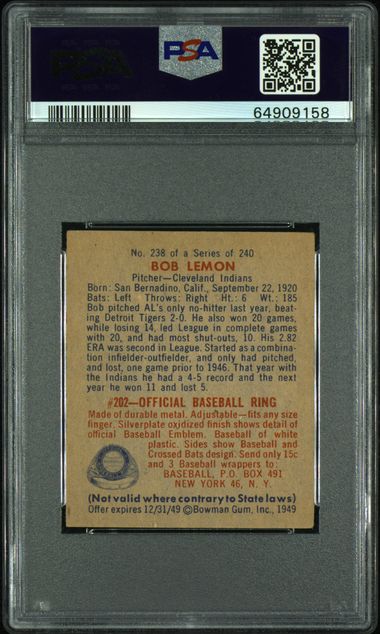 PSA
PSA
64909158
No. 238 of a Series of 240
BOB LEMON
Pitcher—Cleveland Indians
Born: San Bernadino, Calif., September 22, 1920
Bats: Left Throws: Right Ht.: 6 Wt.: 185
Bob pitched AL's only no-hitter last year, beat-
ing Detroit Tigers 2-0. He also won 20 games,
while losing 14, led League in complete games
with 20, and had most shut-outs, 10. His 2.82
ERA was second in League. Started as a combina-
tion infielder-outfielder, and only had pitched,
and lost, one game prior to 1946. That year with
the Indians he had a 4-5 record and the next
year he won 11 and lost 5.
#202—OFFICIAL BASEBALL RING
Made of durable metal. Adjustable—fits any size
finger. Silverplate oxidized finish shows detail of
official Baseball Emblem. Baseball of white
plastic. Sides show Baseball and
Crossed Bats design. Send only 15c
and 3 Baseball wrappers to:
BASEBALL, P.O. BOX 491
NEW YORK 46, N. Y.
(Not valid where contrary to State laws)
Offer expires 12/31/49 ©Bowman Gum, Inc., 1949